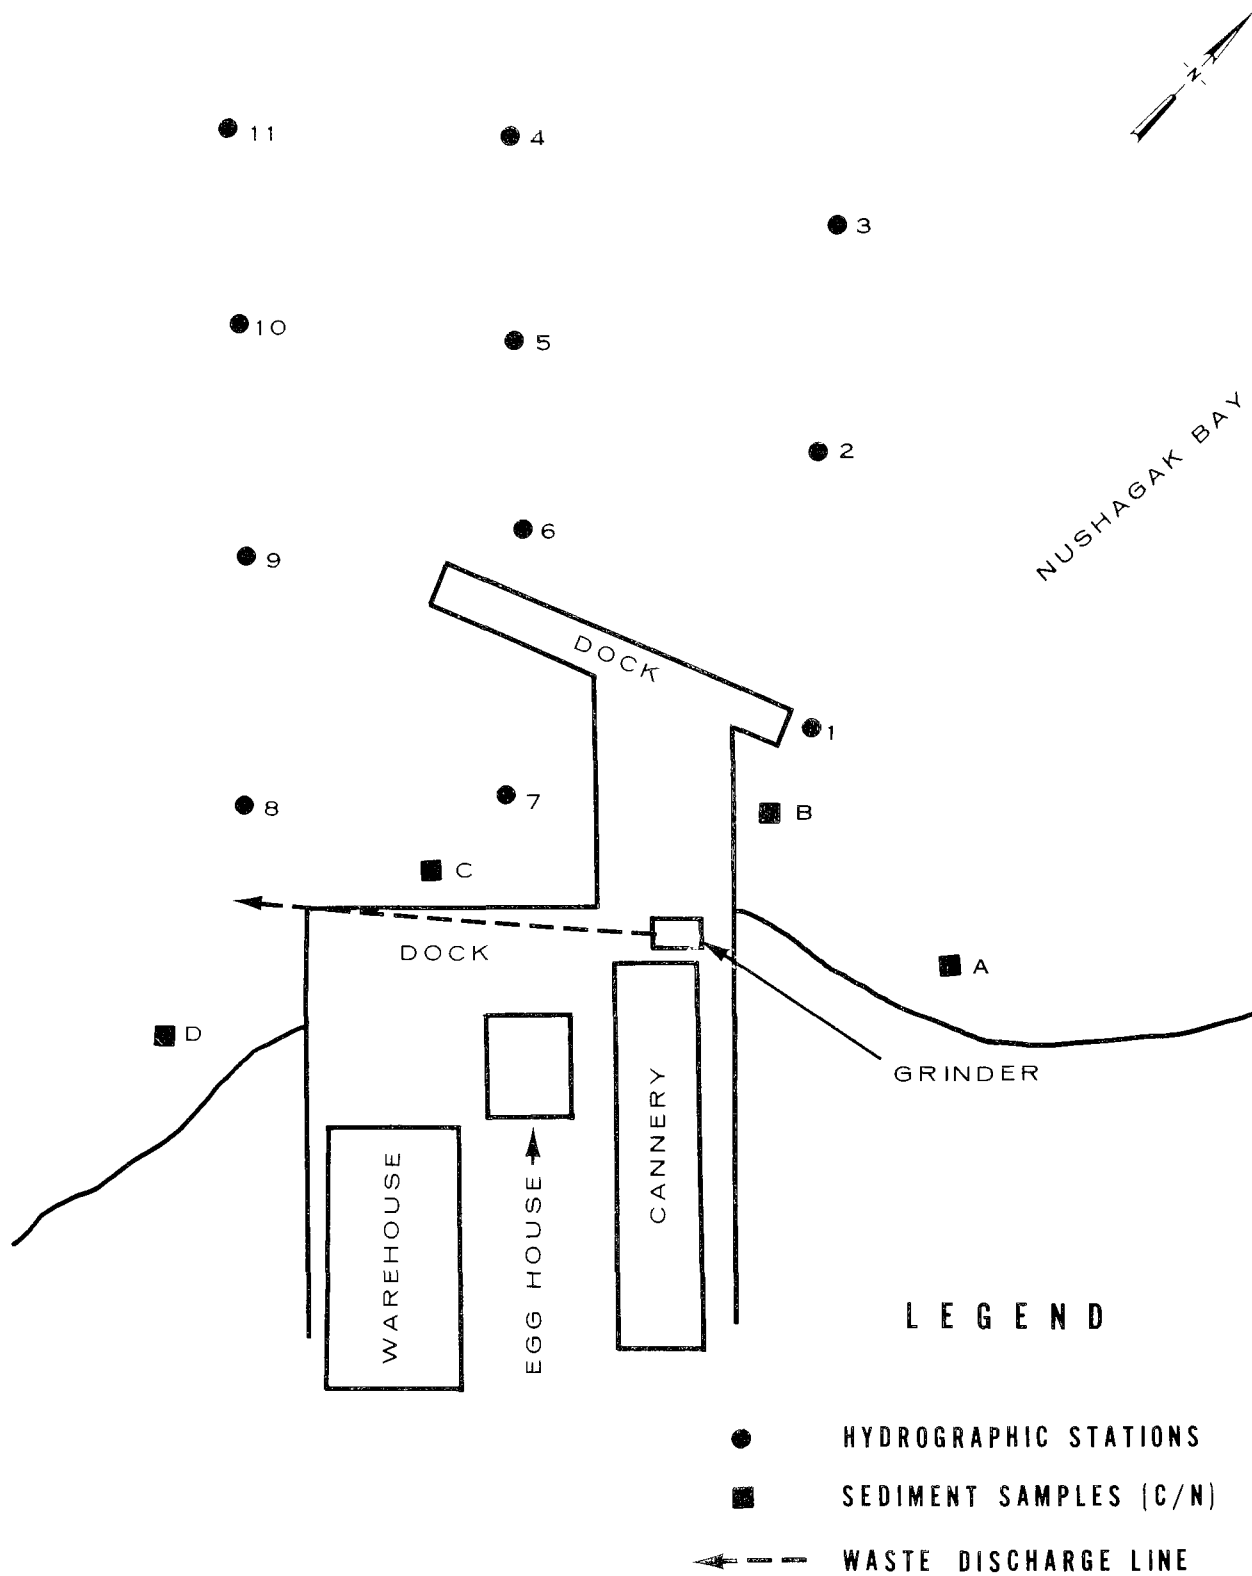 N
11
4
3
10
5
2
NUSHAGAK BAY
6
9
DOCK
1
7
8
B
C
DOCK
A
D
GRINDER
CANNERY
WAREHOUSE
EGG HOUSE
LEGEND
HYDROGRAPHIC STATIONS
SEDIMENT SAMPLES (C/N)
WASTE DISCHARGE LINE